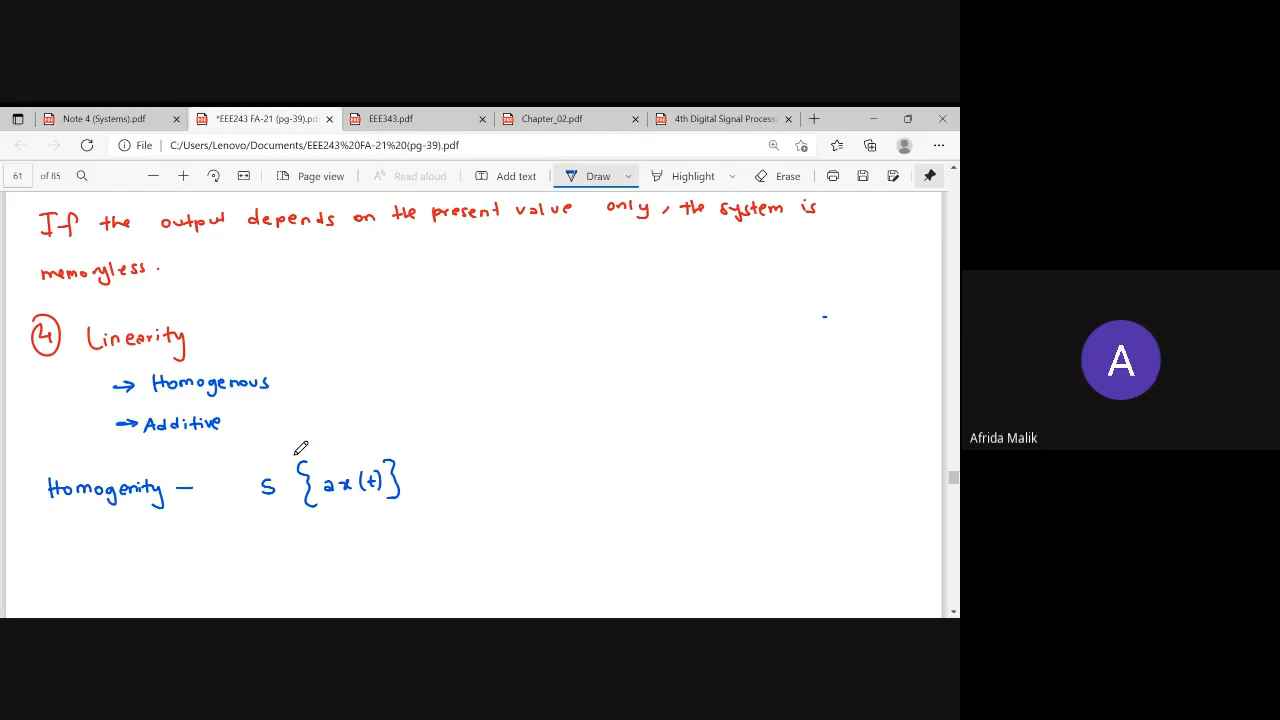 Note 4 (Systems).pdf
*EEE243 FA-21 (pg-39).pd
EEE343.pdf
Chapter_02.pdf
4th Digital Signal Process
File C:/Users/Lenovo/Documents/EEE243%20FA-21%20(pg-39).pdf
61 of 85 Page view Read aloud Add text Draw Highlight Erase
If the output depends on the present value only, the system is
memoryless.
4 Linearity
→ Homogenous
→ Additive
Homogenity — S {ax(t)}
A
Afrida Malik